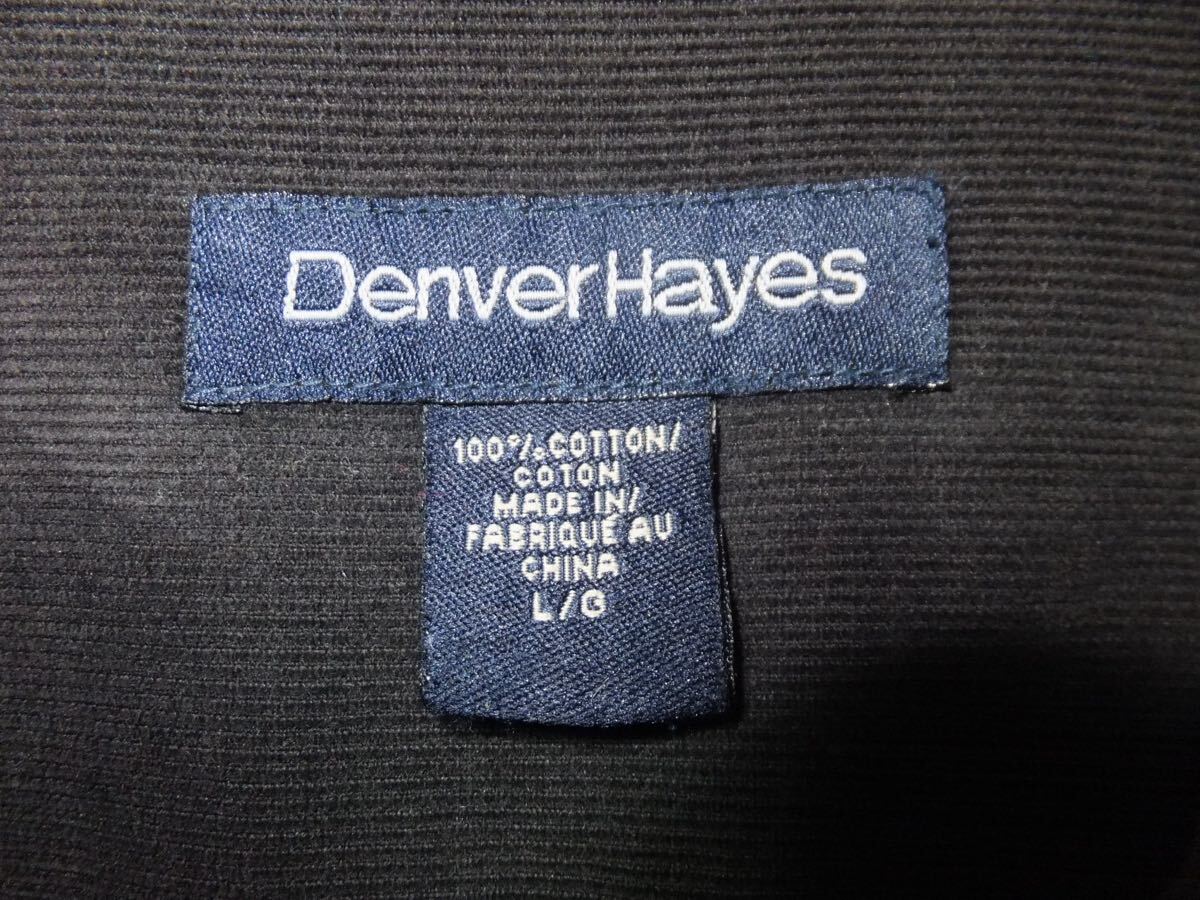 DenverHayes
100%COTTON/
COTON
MADE IN/
FABRIQUE AU
CHINA
L/G